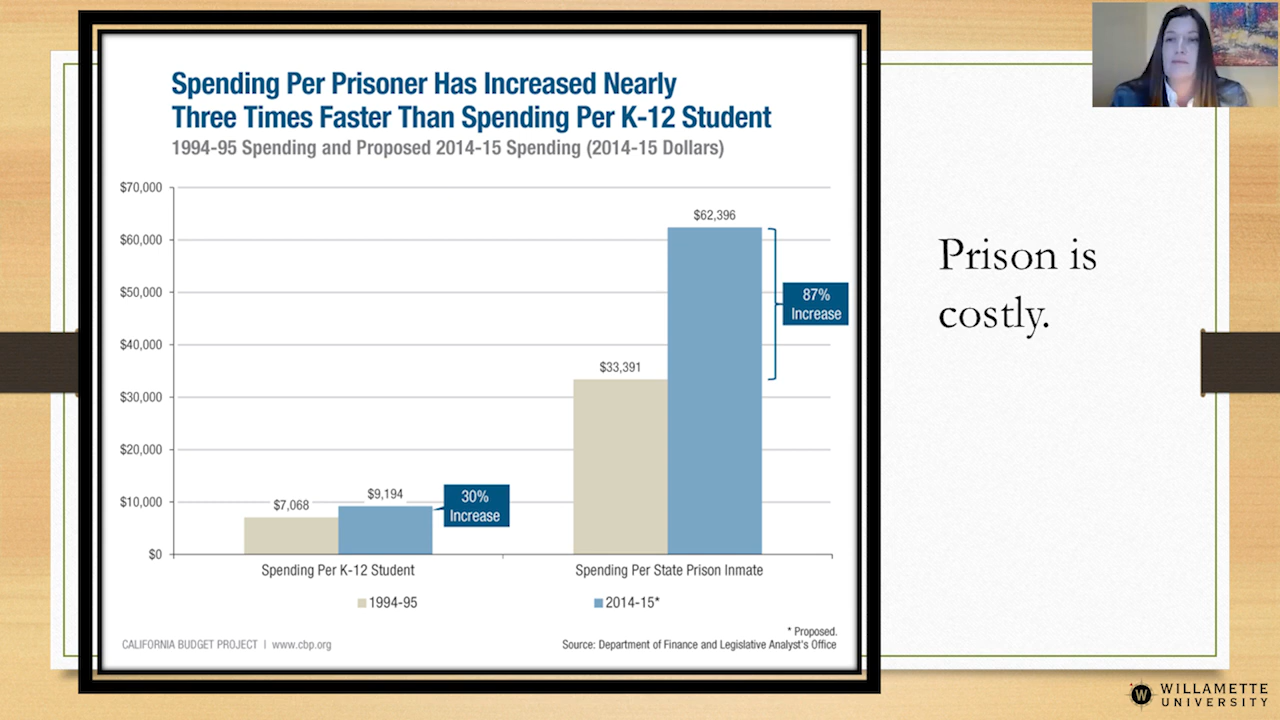 Spending Per Prisoner Has Increased Nearly
Three Times Faster Than Spending Per K-12 Student
1994-95 Spending and Proposed 2014-15 Spending (2014-15 Dollars)
$70,000
$60,000
$50,000
$40,000
$30,000
$20,000
$10,000
$0
$7,068
$9,194
30%
Increase
$33,391
$62,396
87%
Increase
Spending Per K-12 Student
Spending Per State Prison Inmate
1994-95
2014-15*
* Proposed.
CALIFORNIA BUDGET PROJECT | www.cbp.org
Source: Department of Finance and Legislative Analyst's Office
Prison is
costly.
W
WILLAMETTE
UNIVERSITY